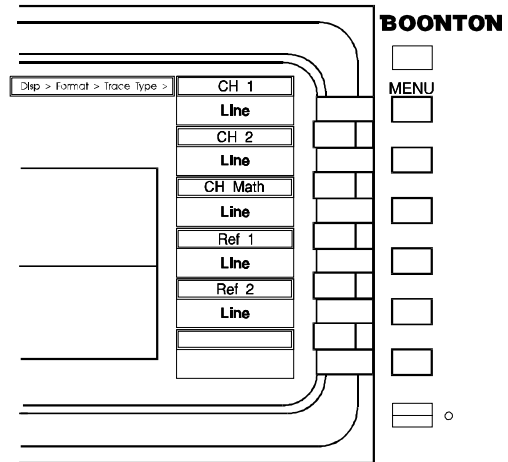 BOONTON
Disp > Format > Trace Type >
CH 1
MENU
Line
CH 2
Line
CH Math
Line
Ref 1
Line
Ref 2
Line